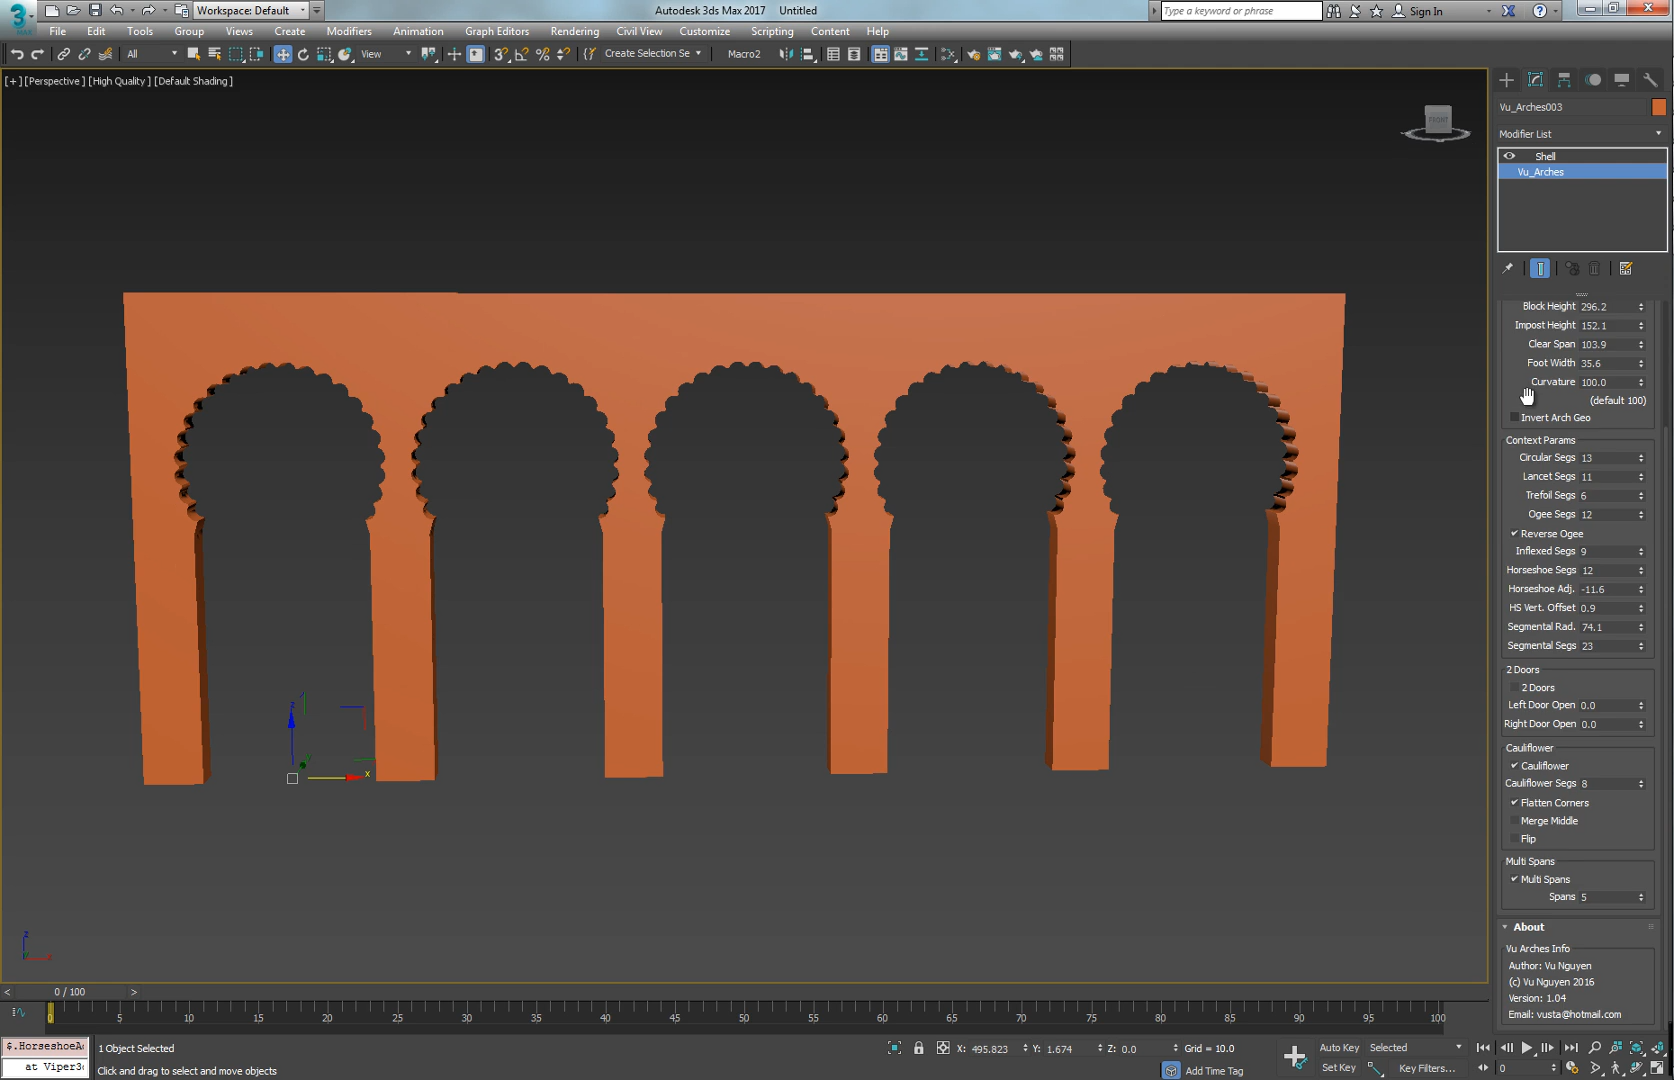 Workspace: Default
Autodesk 3ds Max 2017 Untitled
Type a keyword or phrase
Sign In
File Edit Tools Group Views Create Modifiers Animation Graph Editors Rendering Civil View Customize Scripting Content Help
All
View
Create Selection Se
Macro2
[+] [Perspective] [High Quality] [Default Shading]
FRONT
Vu_Arches003
Modifier List
Shell
Vu_Arches
Block Height 296.2
Impost Height 152.1
Clear Span 103.9
Foot Width 35.6
Curvature 100.0
(default 100)
Invert Arch Geo
Context Params
Circular Segs 13
Lancet Segs 11
Trefoil Segs 6
Ogee Segs 12
Reverse Ogee
Inflexed Segs 9
Horseshoe Segs 12
Horseshoe Adj. -11.6
HS Vert. Offset 0.9
Segmental Rad. 74.1
Segmental Segs 23
2 Doors
2 Doors
Left Door Open 0.0
Right Door Open 0.0
Cauliflower
Cauliflower
Cauliflower Segs 8
Flatten Corners
Merge Middle
Flip
Multi Spans
Multi Spans
Spans 5
About
Vu Arches Info
Author: Vu Nguyen
(c) Vu Nguyen 2016
Version: 1.04
Email: vusta@hotmail.com
z
x
z
x
< 0 / 100 >
0 5 10 15 20 25 30 35 40 45 50 55 60 65 70 75 80 85 90 95 100
$.HorseshoeA
1 Object Selected
X: 495.823 Y: 1.674 Z: 0.0 Grid = 10.0
Auto Key Selected
at Viper3
Click and drag to select and move objects
Add Time Tag
Set Key Key Filters...
0